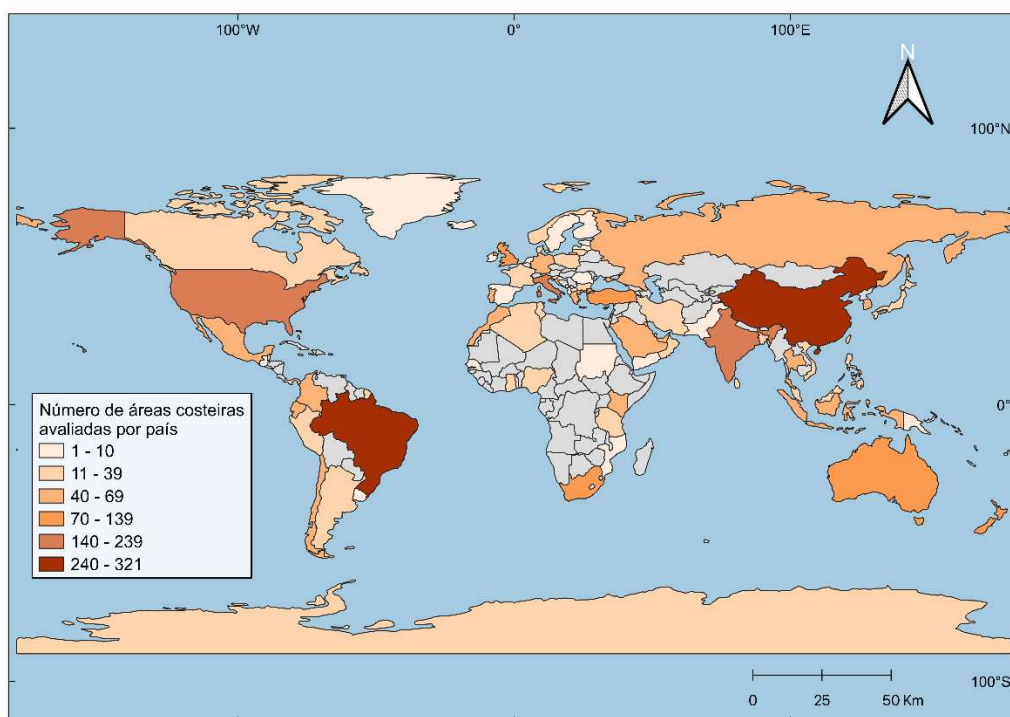 100°W 0° 100°E
N
100°N
0°
Número de áreas costeiras
avaliadas por país
1 - 10
11 - 39
40 - 69
70 - 139
140 - 239
240 - 321
100°S
0 25 50 Km